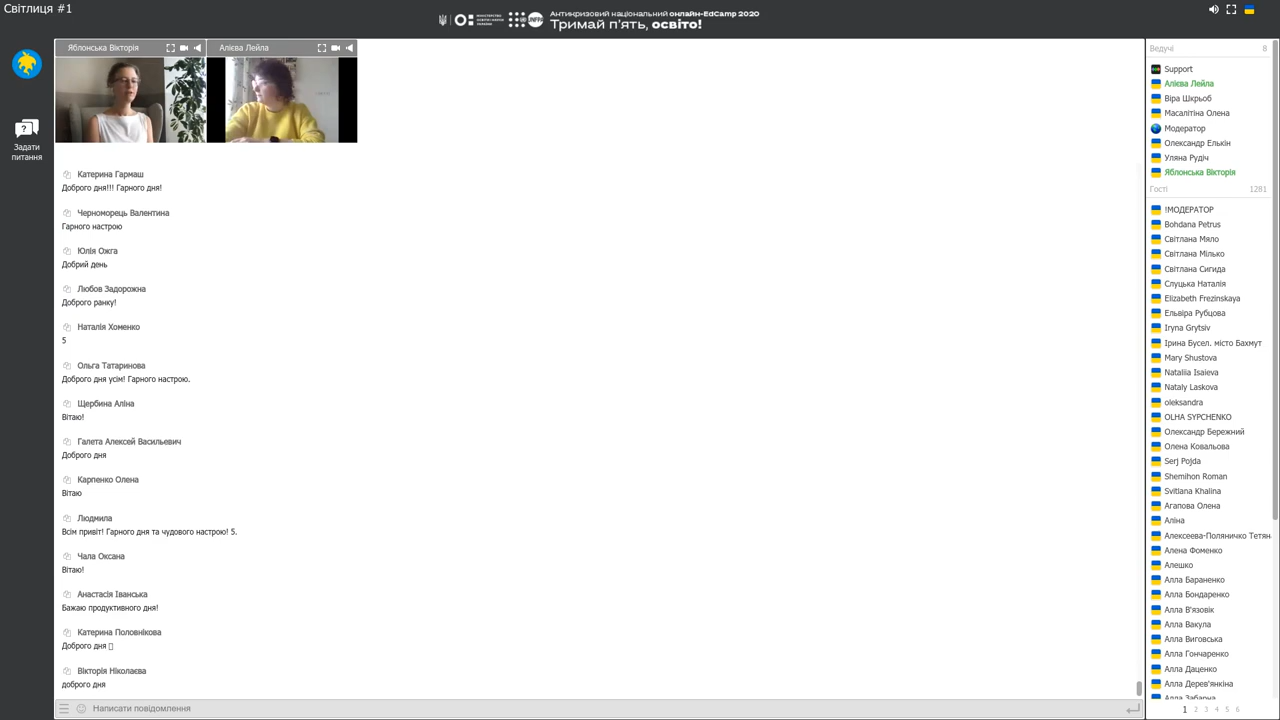 Світлиця #1
МІНІСТЕРСТВО ОСВІТИ І НАУКИ УКРАЇНИ
Антикризовий національний онлайн-EdCamp 2020
Тримай п'ять, освіто!
Задати питання
Яблонська Вікторія
Алієва Лейла
Катерина Гармаш
Доброго дня!!! Гарного дня!
Черноморець Валентина
Гарного настрою
Юлія Ожга
Добрий день
Любов Задорожна
Доброго ранку!
Наталія Хоменко
5
Ольга Татаринова
Доброго дня усім! Гарного настрою.
Щербина Аліна
Вітаю!
Галета Алексей Васильевич
Доброго дня
Карпенко Олена
Вітаю
Людмила
Всім привіт! Гарного дня та чудового настрою! 5.
Чала Оксана
Вітаю!
Анастасія Іванська
Бажаю продуктивного дня!
Катерина Половнікова
Доброго дня
Вікторія Ніколаєва
доброго дня
Написати повідомлення
Ведучі 8
Support
Алієва Лейла
Віра Шкрьоб
Масалітіна Олена
Модератор
Олександр Елькін
Уляна Рудіч
Яблонська Вікторія
Гості 1281
!МОДЕРАТОР
Bohdana Petrus
Світлана Мяло
Світлана Мілько
Світлана Сигида
Слуцька Наталія
Elizabeth Frezinskaya
Ельвіра Рубцова
Iryna Grytsiv
Ірина Бусел. місто Бахмут
Mary Shustova
Nataliia Isaieva
Nataly Laskova
oleksandra
OLHA SYPCHENKO
Олександр Бережний
Олена Ковальова
Serj Pojda
Shemihon Roman
Svitlana Khalina
Агапова Олена
Аліна
Алексеева-Поляничко Тетян
Алена Фоменко
Алешко
Алла Бараненко
Алла Бондаренко
Алла В'язовік
Алла Вакула
Алла Виговська
Алла Гончаренко
Алла Даценко
Алла Дерев'янкіна
Алла Забарна
1 2 3 4 5 6